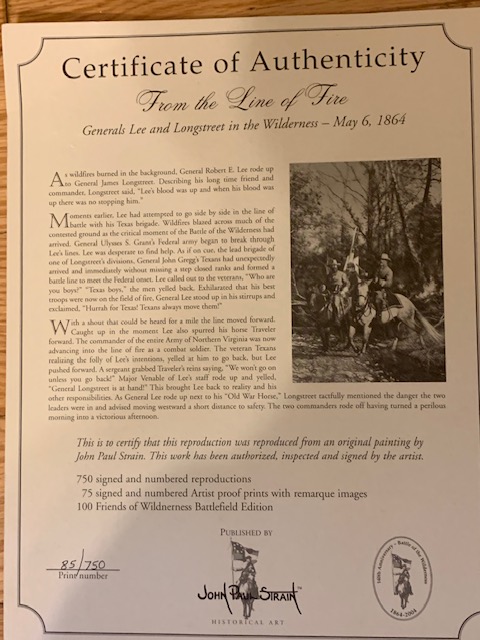 Certificate of Authenticity
From the Line of Fire
Generals Lee and Longstreet in the Wilderness – May 6, 1864
As wildfires burned in the background, General Robert E. Lee rode up
to General James Longstreet. Describing his long time friend and
commander, Longstreet said, "Lee's blood was up and when his blood was
up there was no stopping him."
Moments earlier, Lee had attempted to go side by side in the line of
battle with his Texas brigade. Wildfires blazed across much of the
contested ground as the critical moment of the Battle of the Wilderness had
arrived. General Ulysses S. Grant's Federal army began to break through
Lee's lines. Lee was desperate to find help. As if on cue, the lead brigade of
one of Longstreet's divisions, General John Gregg's Texans had unexpectedly
arrived and immediately without missing a step closed ranks and formed a
battle line to meet the Federal onset. Lee called out to the veterans, "Who are
you boys?" "Texas boys," the men yelled back. Exhilarated that his best
troops were now on the field of fire, General Lee stood up in his stirrups and
exclaimed, "Hurrah for Texas! Texans always move them!"
With a shout that could be heard for a mile the line moved forward.
Caught up in the moment Lee also spurred his horse Traveler
forward. The commander of the entire Army of Northern Virginia was now
advancing into the line of fire as a combat soldier. The veteran Texans
realizing the folly of Lee's intentions, yelled at him to go back, but Lee
pushed forward. A sergeant grabbed Traveler's reins saying, "We won't go on
unless you go back!" Major Venable of Lee's staff rode up and yelled,
"General Longstreet is at hand!" This brought Lee back to reality and his
other responsibilities. As General Lee rode up next to his "Old War Horse," Longstreet tactfully mentioned the danger the two
leaders were in and advised moving westward a short distance to safety. The two commanders rode off having turned a perilous
morning into a victorious afternoon.
This is to certify that this reproduction was reproduced from an original painting by
John Paul Strain. This work has been authorized, inspected and signed by the artist.
750 signed and numbered reproductions
75 signed and numbered Artist proof prints with remarque images
100 Friends of Wildnerness Battlefield Edition
85/750
Print number
Published by
John Paul Strain™
HISTORICAL ART
140th Anniversary - Battle of the Wilderness
1864-2004